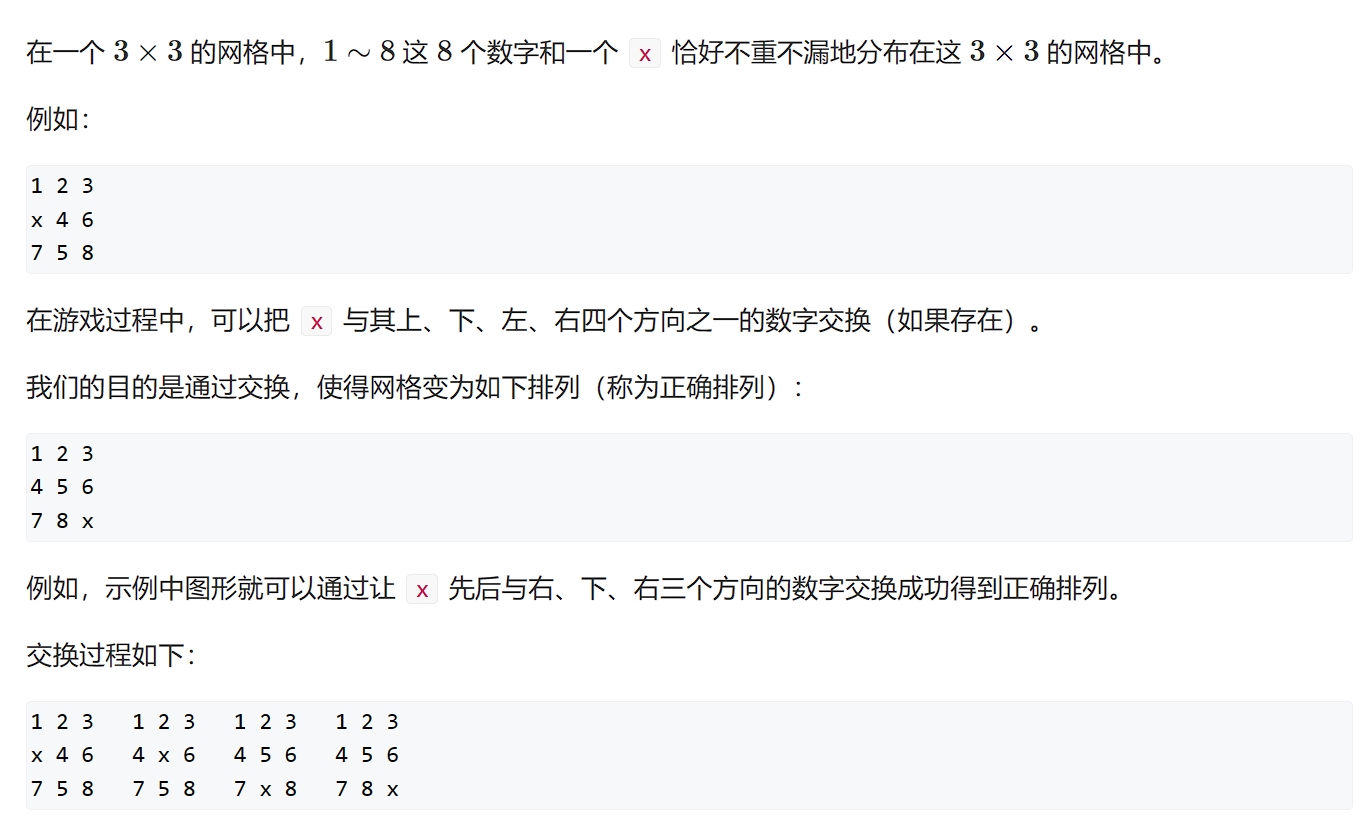 在一个 3 × 3 的网格中，1 ∼ 8 这 8 个数字和一个 x 恰好不重不漏地分布在这 3 × 3 的网格中。
例如：
1 2 3
x 4 6
7 5 8
在游戏过程中，可以把 x 与其上、下、左、右四个方向之一的数字交换（如果存在）。
我们的目的是通过交换，使得网格变为如下排列（称为正确排列）：
1 2 3
4 5 6
7 8 x
例如，示例中图形就可以通过让 x 先后与右、下、右三个方向的数字交换成功得到正确排列。
交换过程如下：
1 2 3   1 2 3   1 2 3   1 2 3
x 4 6   4 x 6   4 5 6   4 5 6
7 5 8   7 5 8   7 x 8   7 8 x